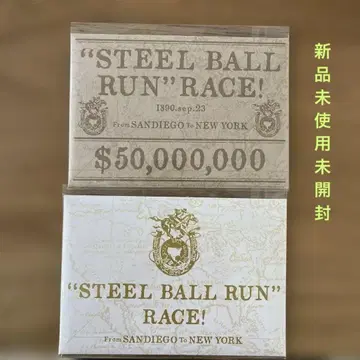 "STEEL BALL
RUN" RACE!
1890.sep.23
From SANDIEGO To NEW YORK
$50,000,000
"STEEL BALL RUN"
RACE!
From SANDIEGO To NEW YORK
新品未使用未開封